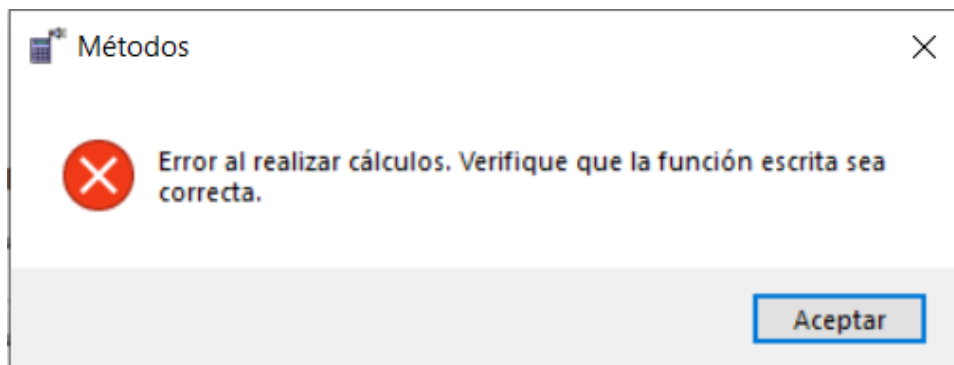 Métodos
Error al realizar cálculos. Verifique que la función escrita sea
correcta.
Aceptar